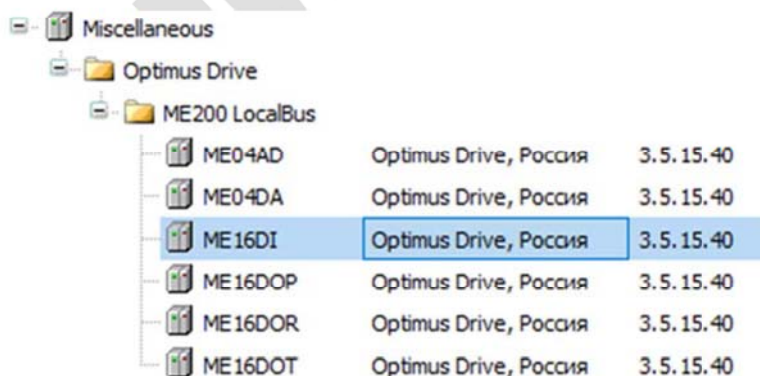 Miscellaneous
Optimus Drive
ME200 LocalBus
ME04AD Optimus Drive, Россия 3.5.15.40
ME04DA Optimus Drive, Россия 3.5.15.40
ME16DI Optimus Drive, Россия 3.5.15.40
ME16DOP Optimus Drive, Россия 3.5.15.40
ME16DOR Optimus Drive, Россия 3.5.15.40
ME16DOT Optimus Drive, Россия 3.5.15.40